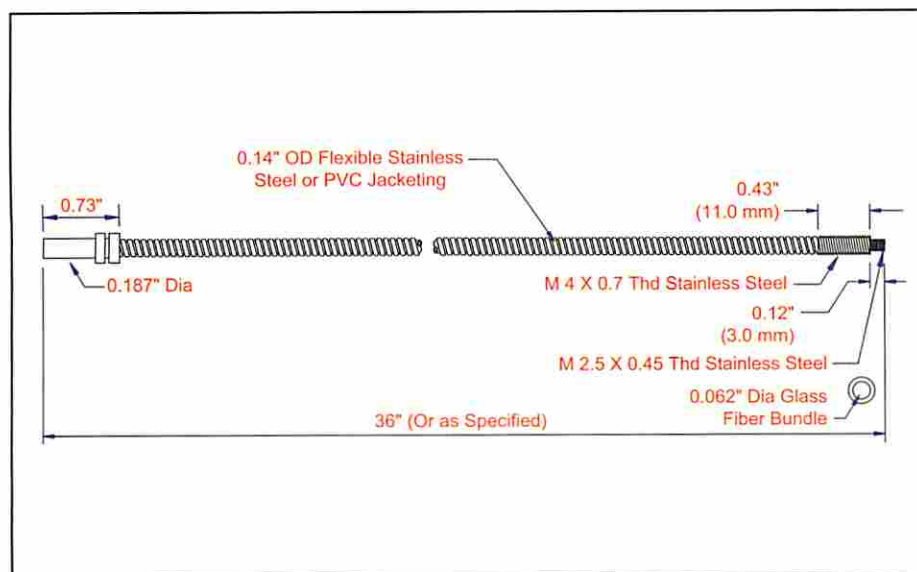 0.14" OD Flexible Stainless
Steel or PVC Jacketing
0.73"
0.43"
(11.0 mm)
0.187" Dia
M 4 X 0.7 Thd Stainless Steel
0.12"
(3.0 mm)
M 2.5 X 0.45 Thd Stainless Steel
0.062" Dia Glass
Fiber Bundle
36" (Or as Specified)